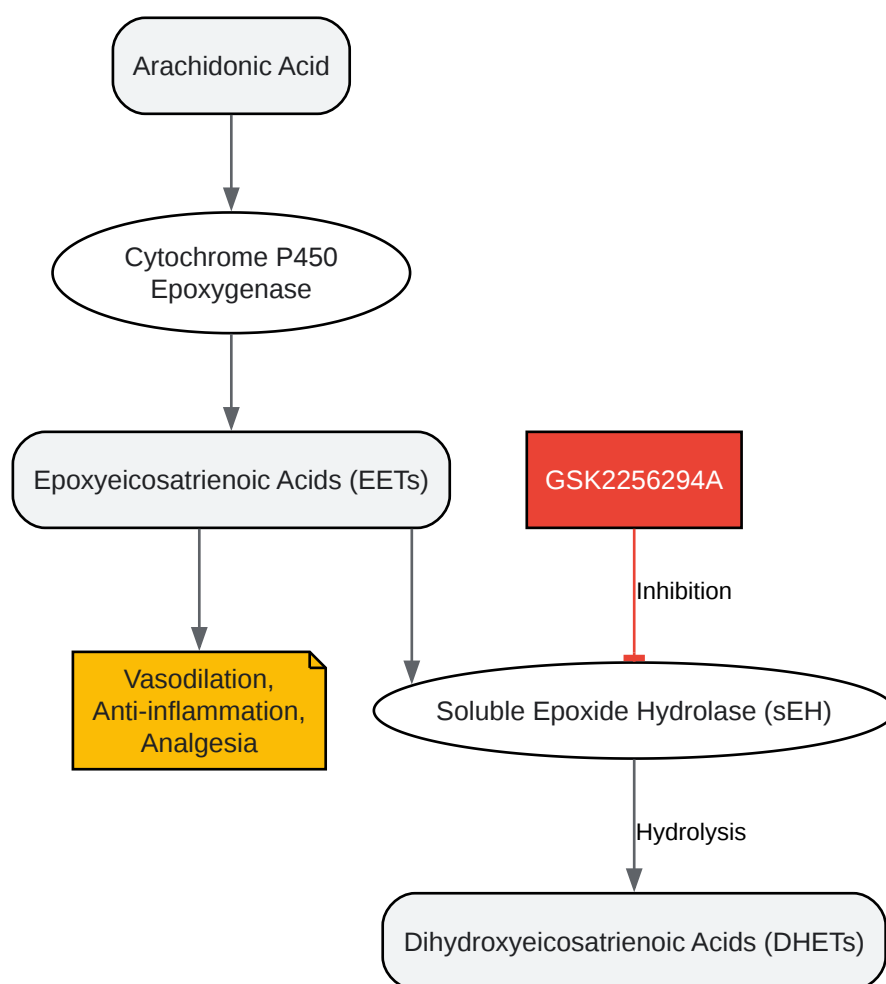 Arachidonic Acid
Cytochrome P450
Epoxygenase
Epoxyeicosatrienoic Acids (EETs)
GSK2256294A
Inhibition
Vasodilation,
Anti-inflammation,
Analgesia
Soluble Epoxide Hydrolase (sEH)
Hydrolysis
Dihydroxyeicosatrienoic Acids (DHETs)